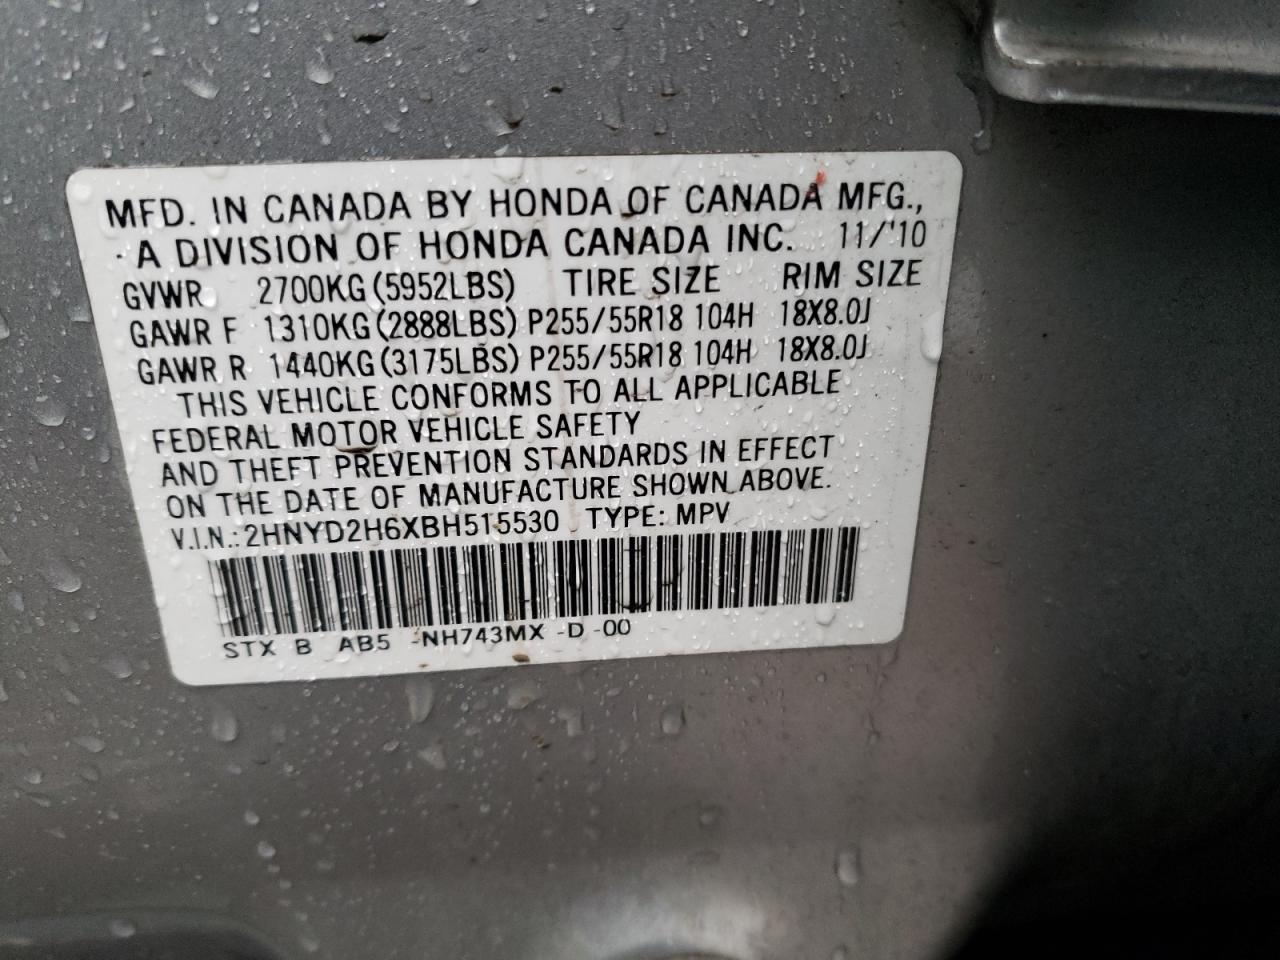 MFD. IN CANADA BY HONDA OF CANADA MFG.,
A DIVISION OF HONDA CANADA INC. 11/'10
GVWR 2700KG (5952LBS) TIRE SIZE RIM SIZE
GAWR F 1310KG (2888LBS) P255/55R18 104H 18X8.0J
GAWR R 1440KG (3175LBS) P255/55R18 104H 18X8.0J
THIS VEHICLE CONFORMS TO ALL APPLICABLE
FEDERAL MOTOR VEHICLE SAFETY
AND THEFT PREVENTION STANDARDS IN EFFECT
ON THE DATE OF MANUFACTURE SHOWN ABOVE.
V.I.N.: 2HNYD2H6XBH515530 TYPE: MPV
STX B AB5 -NH743MX -D -00